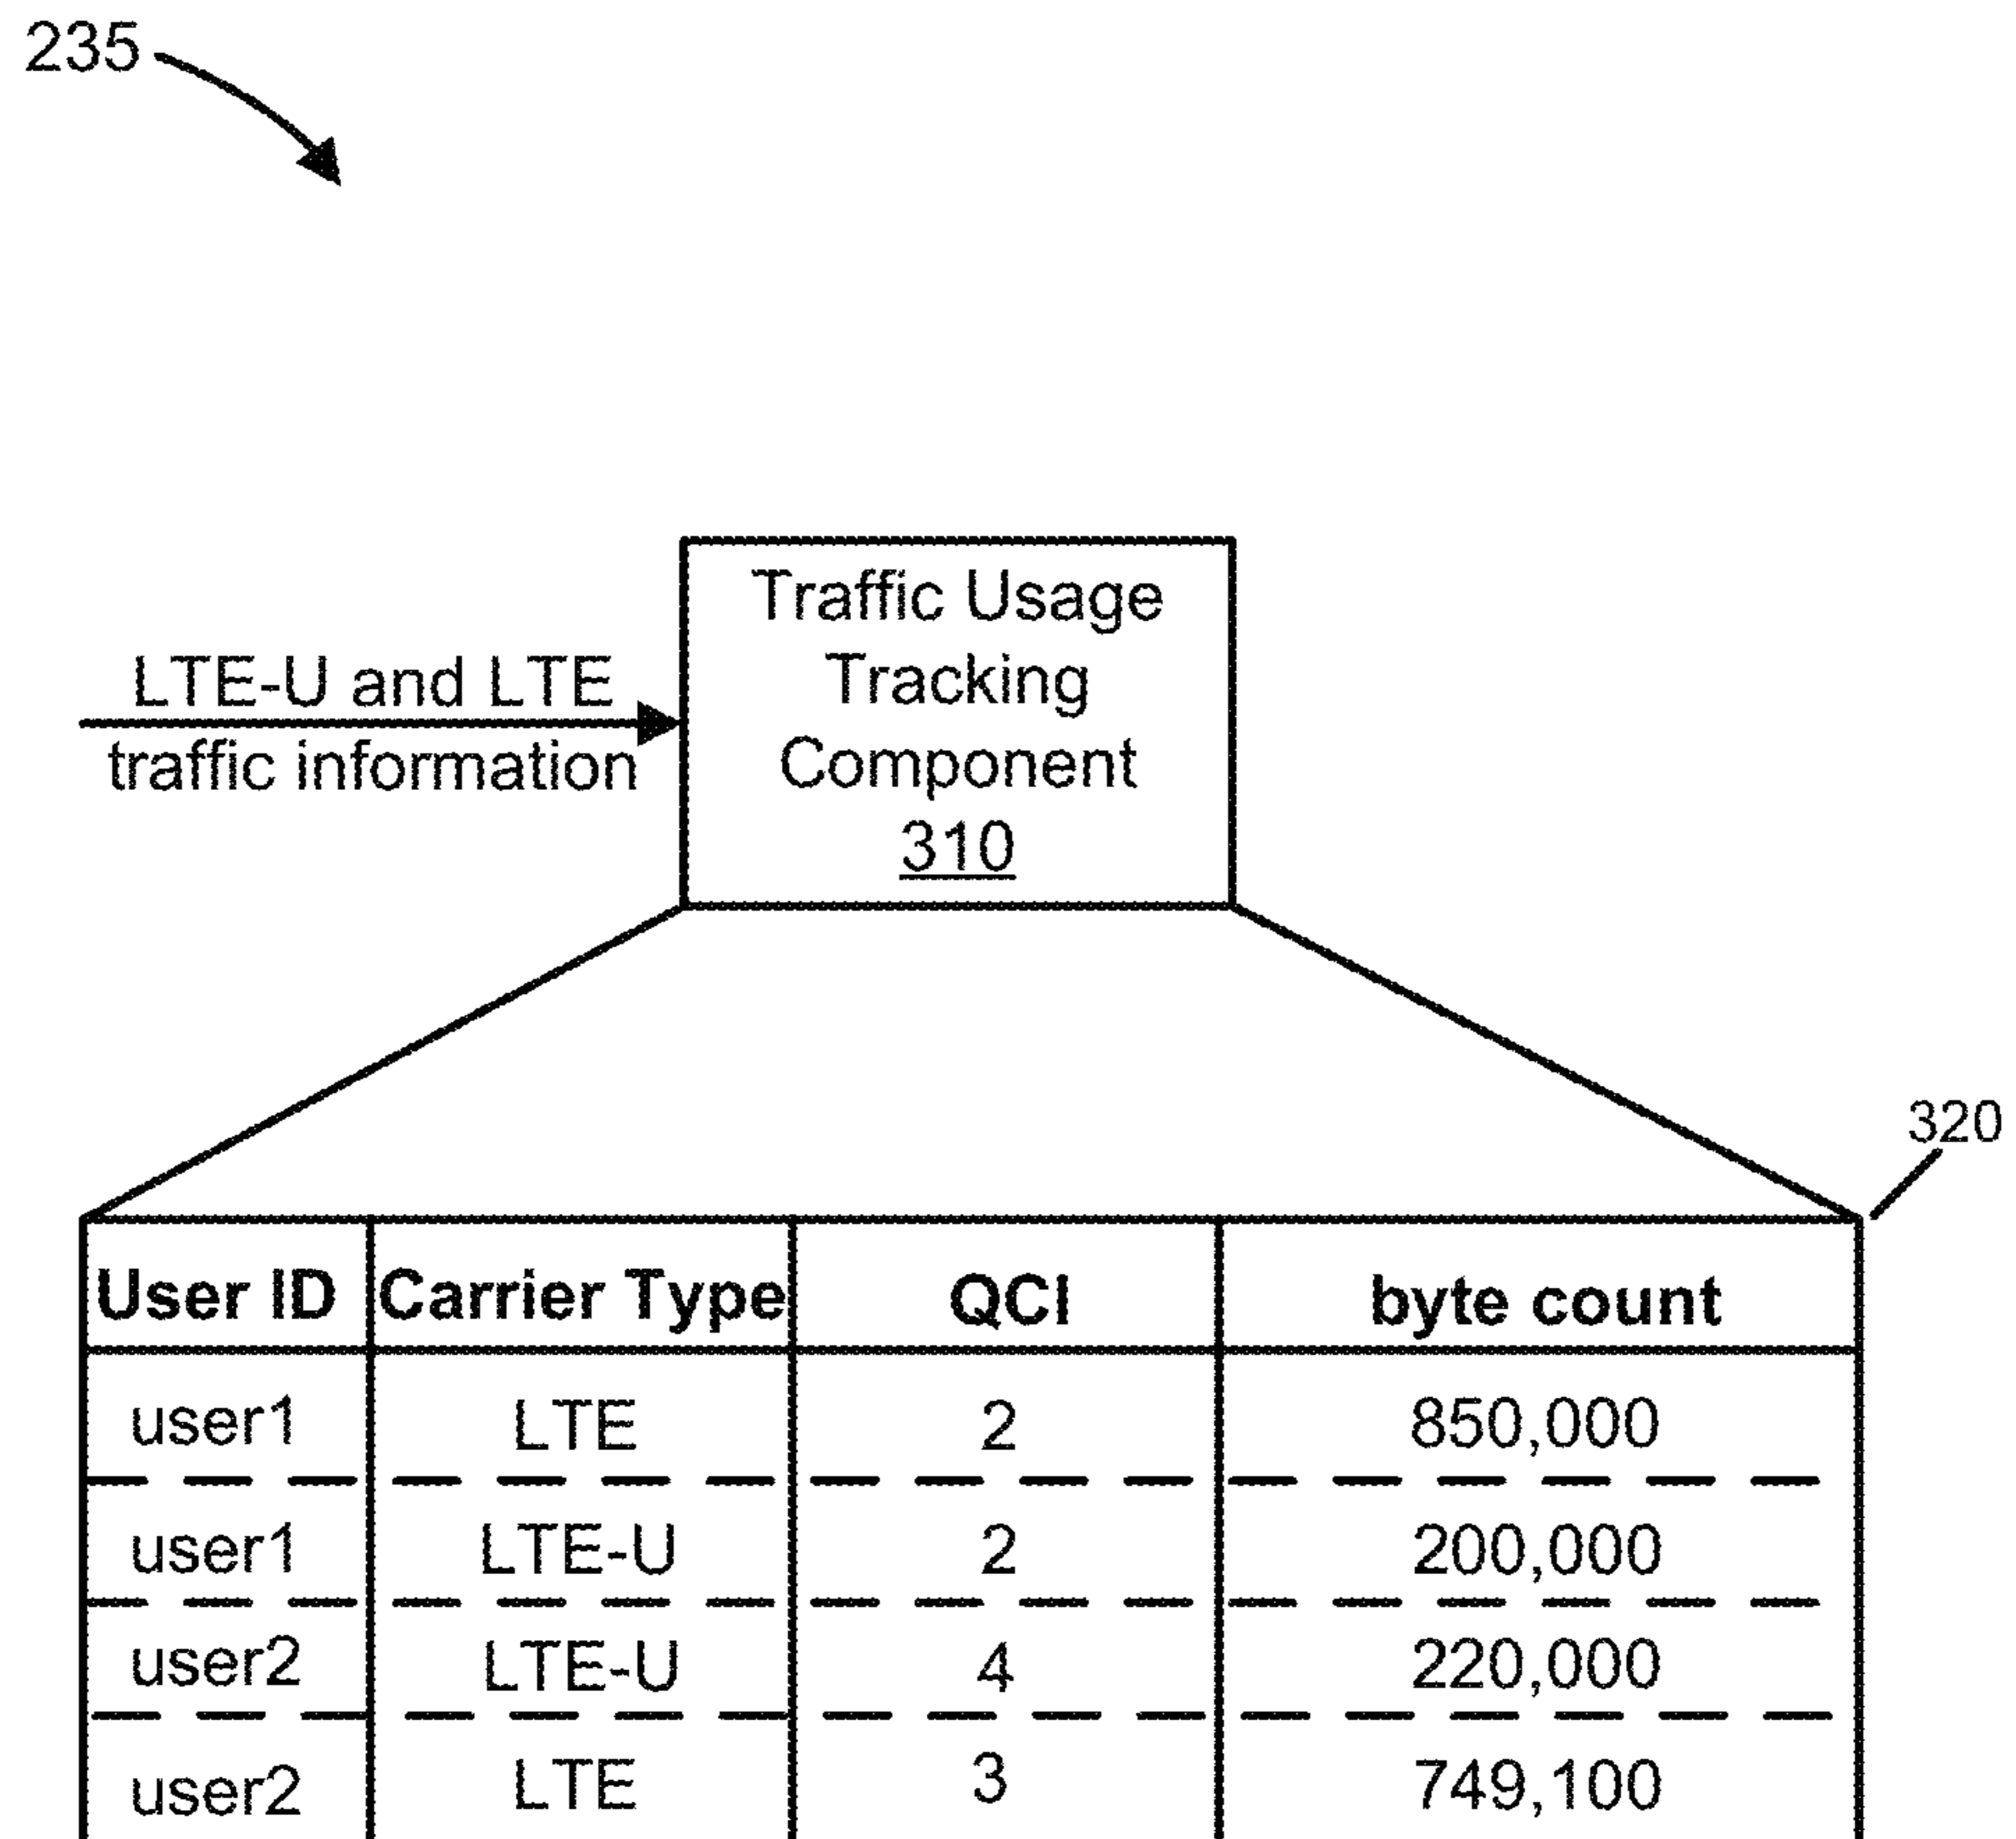 235
Traffic Usage
Tracking
Component
310
LTE-U and LTE
traffic information
320
User ID Carrier Type QCI byte count
user1 LTE 2 850,000
user1 LTE-U 2 200,000
user2 LTE-U 4 220,000
user2 LTE 3 749,100